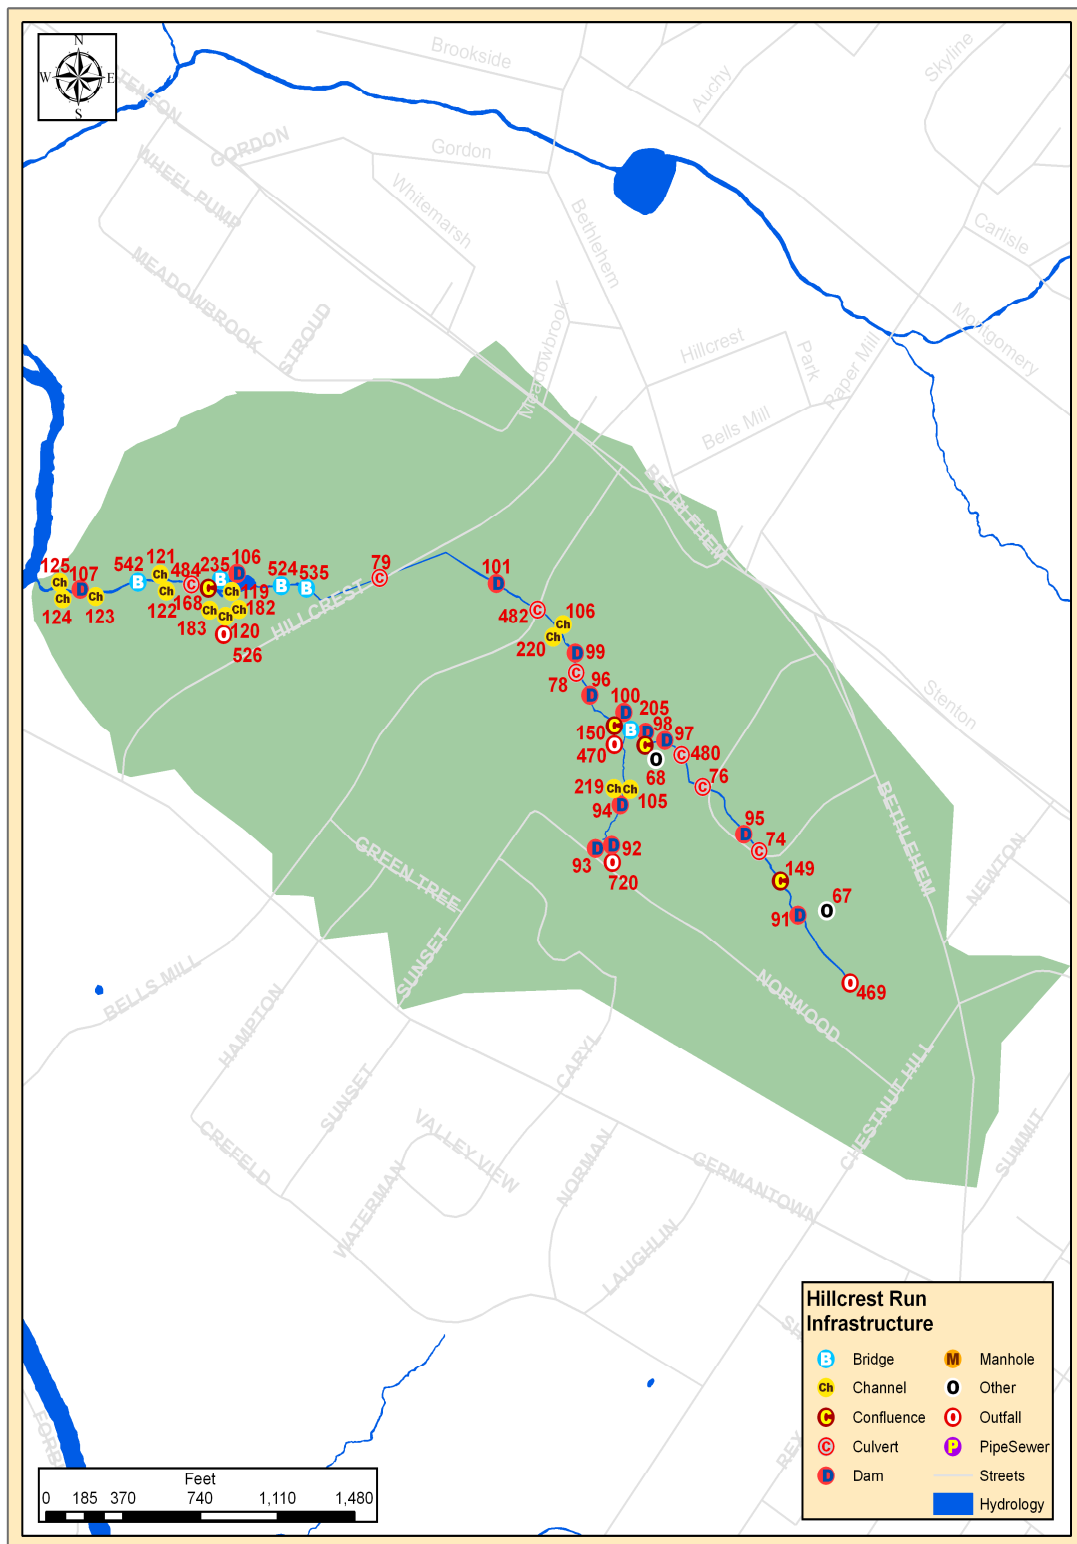 N
W E
S
Brookside
Skyline
Auchy
TENTON
GORDON
Gordon
WHEEL PUMP
Whitemarsh
Bethlehem
Carlisle
MEADOWBROOK
STROUD
Meadowbrook
Hillcrest
Park
Paper Mill
Montgomery
Bells Mill
BETHLEHEM
125
107
542
121
484
235
106
524
535
79
101
124
123
122
168
119
182
183
120
526
HILLCREST
482
106
220
99
78
96
100
205
Stenton
150
98
97
470
480
68
76
219
105
94
95
74
BETHLEHEM
93
92
720
149
67
91
NEWTON
GREEN TREE
SUNSET
469
BELLS MILL
NORWOOD
HAMPTON
CARYL
SUNSET
CHESTNUT HILL
VALLEY VIEW
SUMMIT
CREFELD
NORMAN
GERMANTOWN
WATERMAN
LAUGHLIN
Hillcrest Run
Infrastructure
B Bridge M Manhole
Ch Channel O Other
C Confluence O Outfall
C Culvert P PipeSewer
D Dam Streets
Hydrology
Feet
0 185 370 740 1,110 1,480